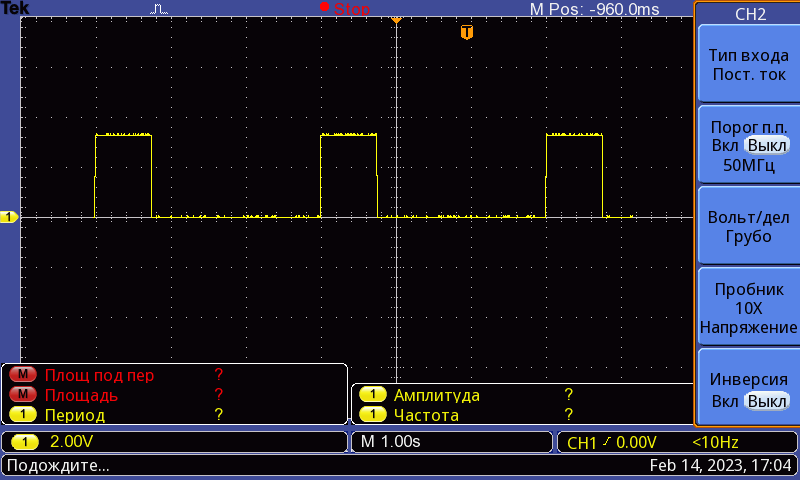 Tek Stop M Pos: -960.0ms CH2
T
Тип входа
Пост. ток
Порог п.п.
Вкл Выкл
50МГц
1
Вольт/дел
Грубо
Пробник
10X
Напряжение
Инверсия
Вкл Выкл
M Площ под пер ?
M Площадь ?
1 Период ?
1 Амплитуда ?
1 Частота ?
1 2.00V M 1.00s CH1 0.00V <10Hz
Подождите... Feb 14, 2023, 17:04